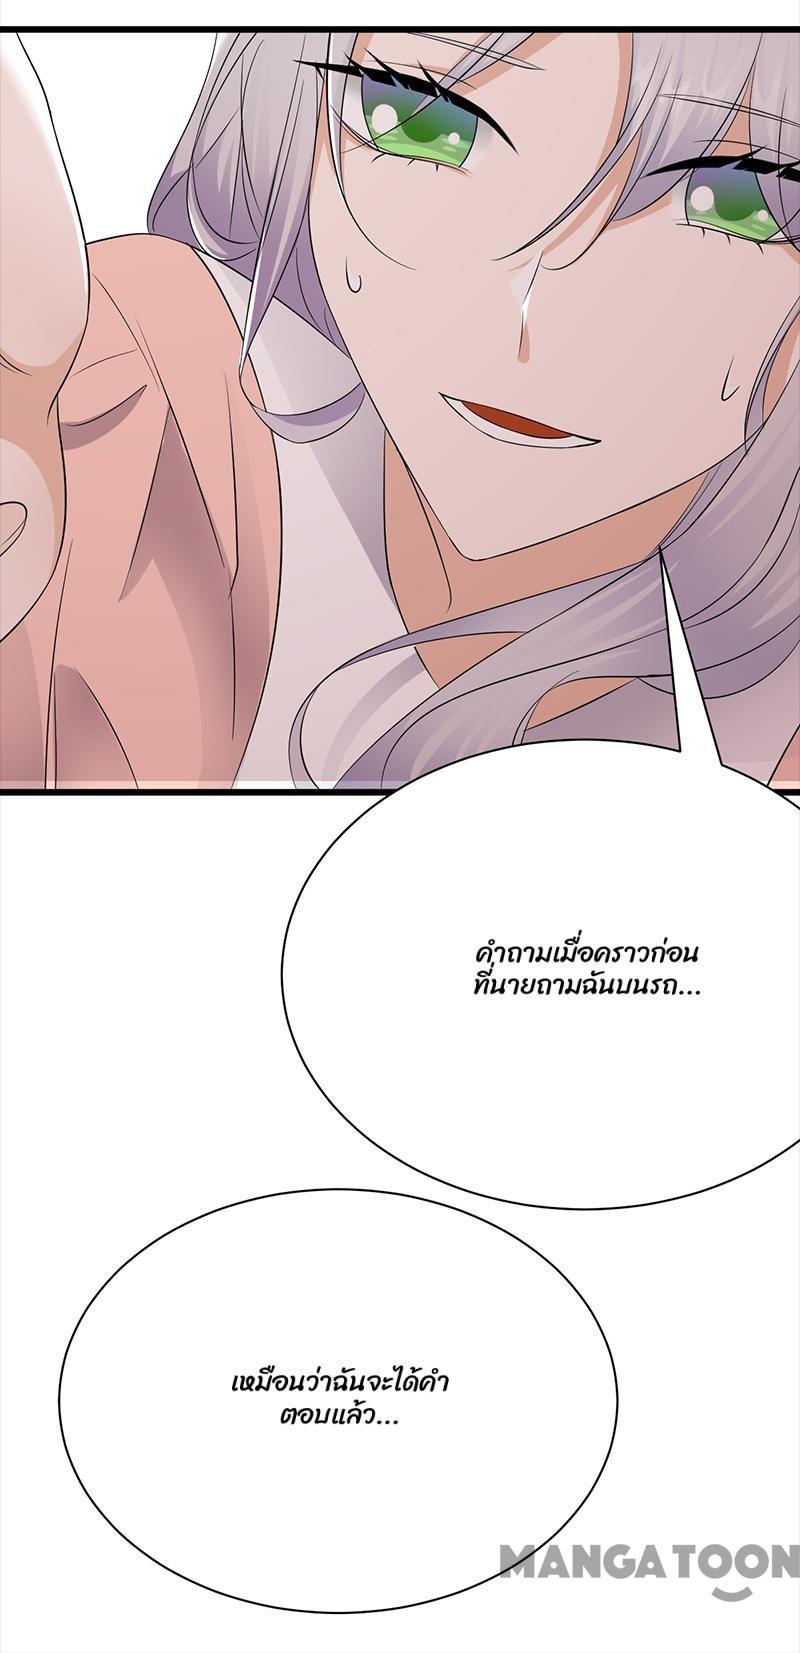 คำถามเมื่อคราวก่อน
ที่นายถามฉันบนรถ...
เหมือนว่าฉันจะได้คำ
ตอบแล้ว...
MANGATOON